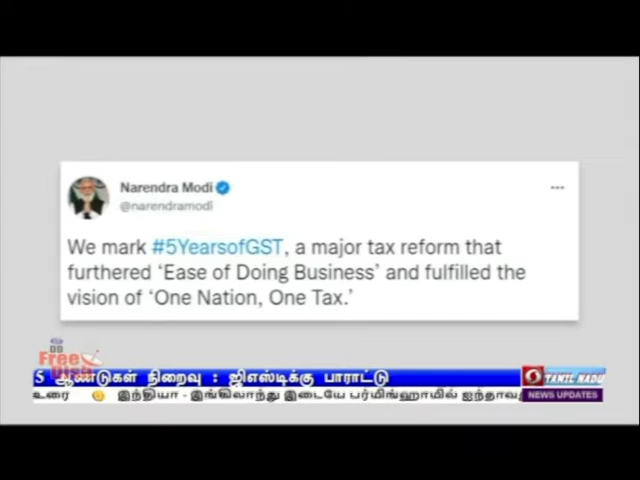 Narendra Modi
@narendramodi
We mark #5YearsofGST, a major tax reform that
furthered ‘Ease of Doing Business’ and fulfilled the
vision of ‘One Nation, One Tax.’
DD
Free
Dish
5 ஆண்டுகள் நிறைவு : ஜிஎஸ்டிக்கு பாராட்டு
TAMIL NADU
உரை இந்தியா - இங்கிலாந்து இடையே பர்மிங்ஹாமில் ஐந்தாவது
NEWS UPDATES